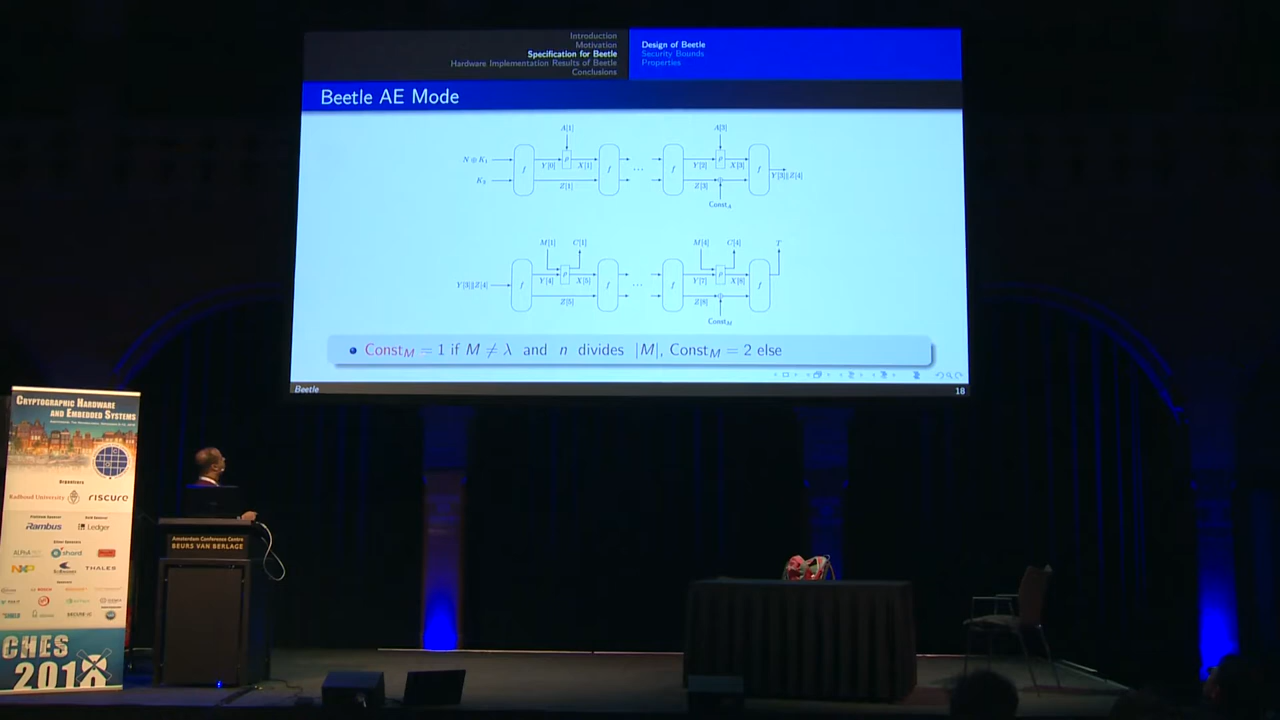 Introduction
Motivation
Specification for Beetle
Hardware Implementation Results of Beetle
Conclusions
Design of Beetle
Security Bounds
Properties
Beetle AE Mode
A[1] A[3]
N ⊕ K₁ f Y[0] ρ X[1] f ... f Y[2] ρ X[3] f Y[3]‖Z[4]
K₂ Z[1] Z[3]
Const_A
M[1] C[1] M[4] C[4] T
Y[3]‖Z[4] f Y[4] ρ X[5] f ... f Y[7] ρ X[8] f
Z[5] Z[8]
Const_M
Const_M = 1 if M ≠ λ and n divides |M|, Const_M = 2 else
Beetle 18
CRYPTOGRAPHIC HARDWARE
AND EMBEDDED SYSTEMS
Organizers
Radboud University riscure
Rambus Ledger
shard
NXP THALES
CHES
2018
Amsterdam Conference Centre
BEURS VAN BERLAGE